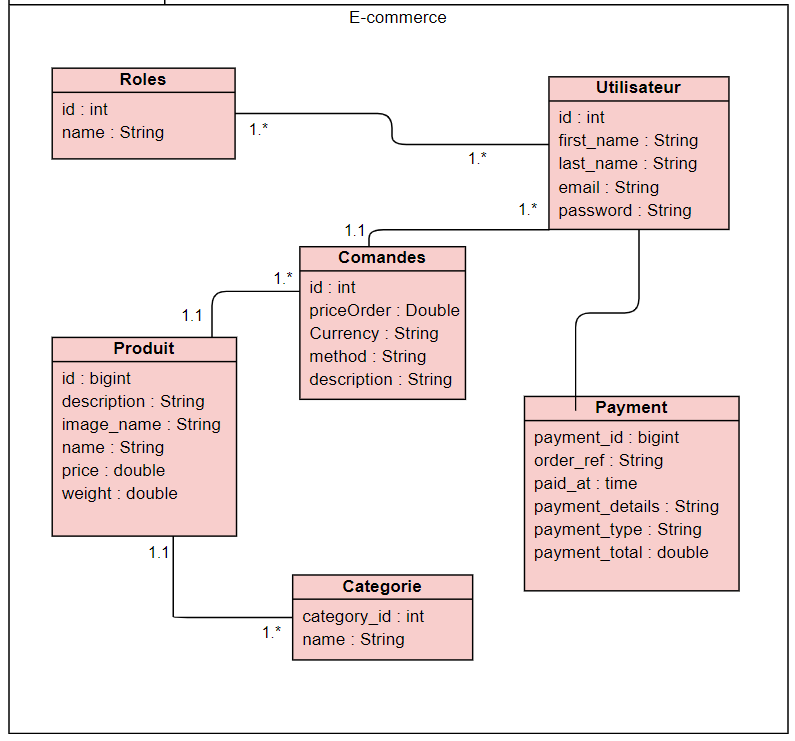 E-commerce
Roles
id : int
name : String
1.*
1.*
Utilisateur
id : int
first_name : String
last_name : String
email : String
password : String
1.*
1.1
Comandes
id : int
priceOrder : Double
Currency : String
method : String
description : String
1.*
1.1
Produit
id : bigint
description : String
image_name : String
name : String
price : double
weight : double
1.1
Payment
payment_id : bigint
order_ref : String
paid_at : time
payment_details : String
payment_type : String
payment_total : double
Categorie
category_id : int
name : String
1.*